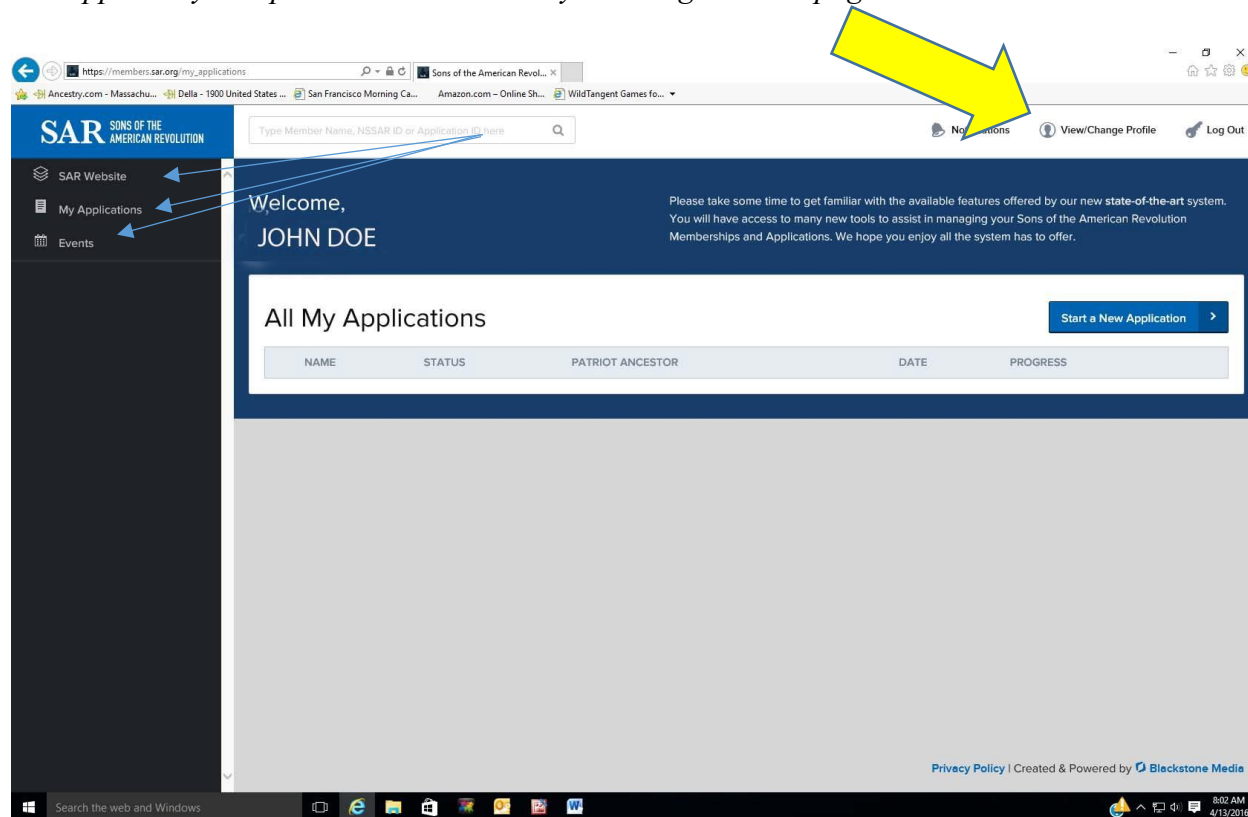 https://members.sar.org/my_applications
Sons of the American Revol...
Ancestry.com - Massachu... Della - 1900 United States ... San Francisco Morning Ca... Amazon.com – Online Sh... WildTangent Games fo...
SAR SONS OF THE AMERICAN REVOLUTION
Type Member Name, NSSAR ID or Application ID here
View/Change Profile
Log Out
SAR Website
My Applications
Events
Welcome,
JOHN DOE
Please take some time to get familiar with the available features offered by our new state-of-the-art system.
You will have access to many new tools to assist in managing your Sons of the American Revolution
Memberships and Applications. We hope you enjoy all the system has to offer.
All My Applications
Start a New Application
NAME STATUS PATRIOT ANCESTOR DATE PROGRESS
Privacy Policy | Created & Powered by Blackstone Media
Search the web and Windows
8:02 AM
4/13/2016